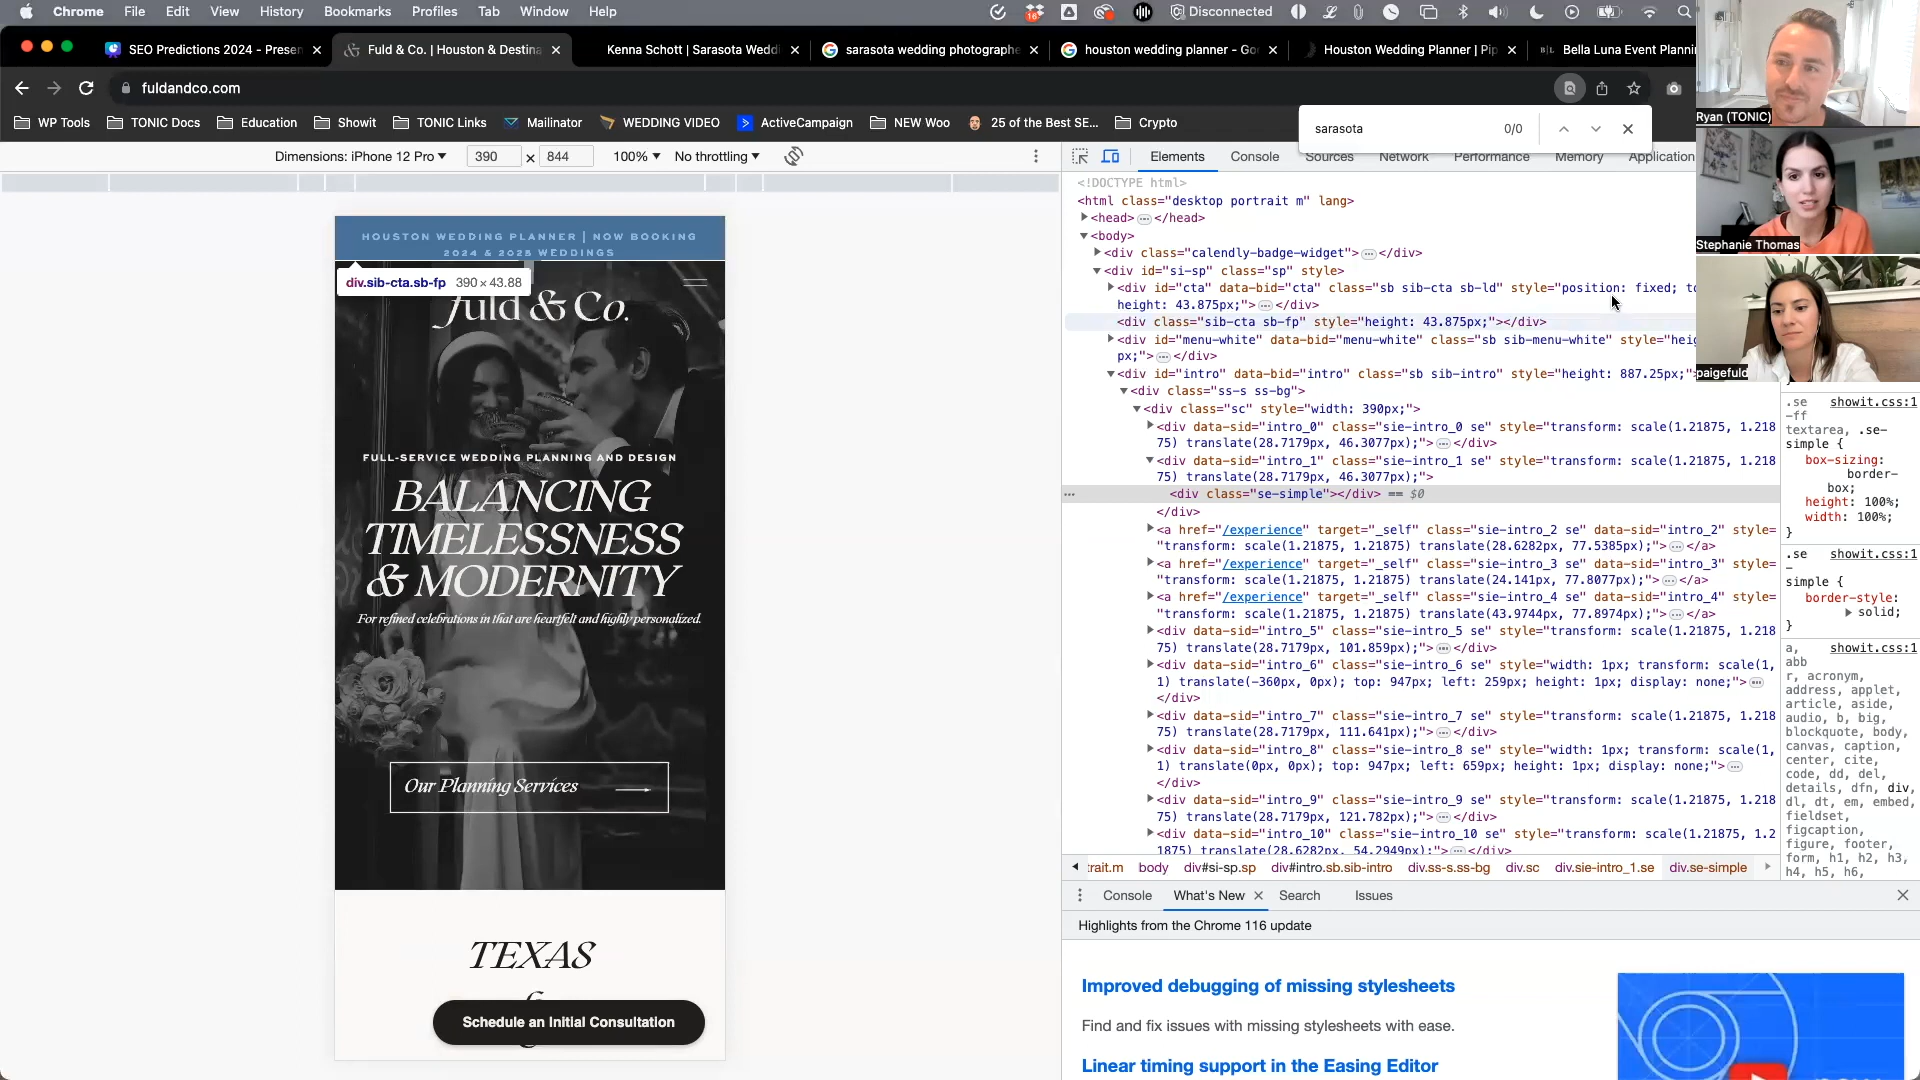 Chrome File Edit View History Bookmarks Profiles Tab Window Help
16
Disconnected
SEO Predictions 2024 - Presen
Fuld & Co. | Houston & Destina
Kenna Schott | Sarasota Wedd
sarasota wedding photographe
houston wedding planner - Go
Houston Wedding Planner | Pip
B|L Bella Luna Event Planni
fuldandco.com
WP Tools
TONIC Docs
Education
Showit
TONIC Links
Mailinator
WEDDING VIDEO
ActiveCampaign
NEW Woo
25 of the Best SE...
Crypto
sarasota 0/0
Dimensions: iPhone 12 Pro 390 x 844 100% No throttling
Elements Console Sources Network Performance Memory Application
Ryan (TONIC)
Stephanie Thomas
paigefuld
HOUSTON WEDDING PLANNER | NOW BOOKING
2024 & 2025 WEDDINGS
div.sib-cta.sb-fp 390 × 43.88
fuld & Co.
FULL-SERVICE WEDDING PLANNING AND DESIGN
BALANCING
TIMELESSNESS
& MODERNITY
For refined celebrations in that are heartfelt and highly personalized.
Our Planning Services
TEXAS
&
Schedule an Initial Consultation
<!DOCTYPE html>
<html class="desktop portrait m" lang>
<head> … </head>
<body>
<div class="calendly-badge-widget"> … </div>
<div id="si-sp" class="sp" style>
<div id="cta" data-bid="cta" class="sb sib-cta sb-ld" style="position: fixed; to
height: 43.875px;"> … </div>
<div class="sib-cta sb-fp" style="height: 43.875px;"></div>
<div id="menu-white" data-bid="menu-white" class="sb sib-menu-white" style="hei
px;"> … </div>
<div id="intro" data-bid="intro" class="sb sib-intro" style="height: 887.25px;"
<div class="ss-s ss-bg">
<div class="sc" style="width: 390px;">
<div data-sid="intro_0" class="sie-intro_0 se" style="transform: scale(1.21875, 1.218
75) translate(28.7179px, 46.3077px);"> … </div>
<div data-sid="intro_1" class="sie-intro_1 se" style="transform: scale(1.21875, 1.218
75) translate(28.7179px, 46.3077px);">
… <div class="se-simple"></div> == $0
</div>
<a href="/experience" target="_self" class="sie-intro_2 se" data-sid="intro_2" style=
"transform: scale(1.21875, 1.21875) translate(28.6282px, 77.5385px);"> … </a>
<a href="/experience" target="_self" class="sie-intro_3 se" data-sid="intro_3" style=
"transform: scale(1.21875, 1.21875) translate(24.141px, 77.8077px);"> … </a>
<a href="/experience" target="_self" class="sie-intro_4 se" data-sid="intro_4" style=
"transform: scale(1.21875, 1.21875) translate(43.9744px, 77.8974px);"> … </a>
<div data-sid="intro_5" class="sie-intro_5 se" style="transform: scale(1.21875, 1.218
75) translate(28.7179px, 101.859px);"> … </div>
<div data-sid="intro_6" class="sie-intro_6 se" style="width: 1px; transform: scale(1,
1) translate(-360px, 0px); top: 947px; left: 259px; height: 1px; display: none;"> …
</div>
<div data-sid="intro_7" class="sie-intro_7 se" style="transform: scale(1.21875, 1.218
75) translate(28.7179px, 111.641px);"> … </div>
<div data-sid="intro_8" class="sie-intro_8 se" style="width: 1px; transform: scale(1,
1) translate(0px, 0px); top: 947px; left: 659px; height: 1px; display: none;"> …
</div>
<div data-sid="intro_9" class="sie-intro_9 se" style="transform: scale(1.21875, 1.218
75) translate(28.7179px, 121.782px);"> … </div>
<div data-sid="intro_10" class="sie-intro_10 se" style="transform: scale(1.21875, 1.2
1875) translate(28.6282px, 54.2949px);"> … </div>
trait.m body div#si-sp.sp div#intro.sb.sib-intro div.ss-s.ss-bg div.sc div.sie-intro_1.se div.se-simple
}
.se showit.css:1
-ff
textarea, .se-
simple {
box-sizing:
border-
box;
height: 100%;
width: 100%;
}
.se showit.css:1
-
simple {
border-style:
solid;
}
a, showit.css:1
abb
r, acronym,
address, applet,
article, aside,
audio, b, big,
blockquote, body,
canvas, caption,
center, cite,
code, dd, del,
details, dfn, div,
dl, dt, em, embed,
fieldset,
figcaption,
figure, footer,
form, h1, h2, h3,
h4, h5, h6,
Console What's New Search Issues
Highlights from the Chrome 116 update
Improved debugging of missing stylesheets
Find and fix issues with missing stylesheets with ease.
Linear timing support in the Easing Editor